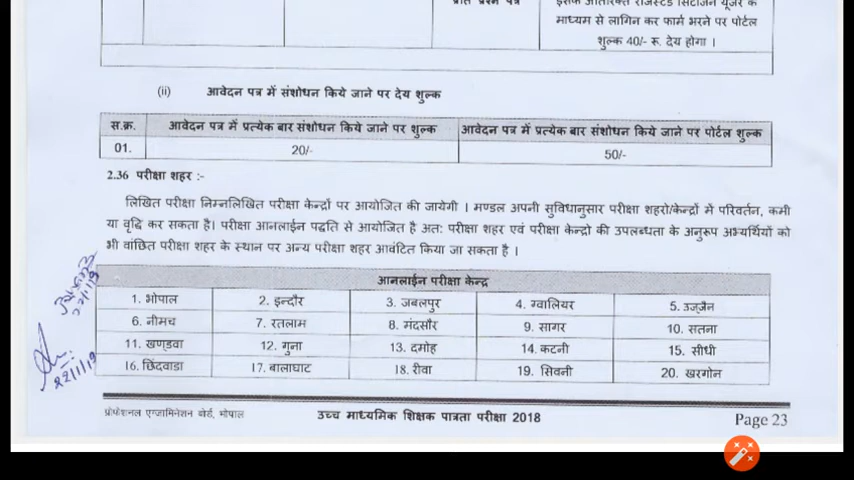 माध्यम से लागिन कर फार्म भरने पर पोर्टल
शुल्क 40/- रू. देय होगा ।
(ii) आवेदन पत्र में संशोधन किये जाने पर देय शुल्क
स.क्र. आवेदन पत्र में प्रत्येक बार संशोधन किये जाने पर शुल्क आवेदन पत्र में प्रत्येक बार संशोधन किये जाने पर पोर्टल शुल्क
01. 20/- 50/-
2.36 परीक्षा शहर :-
लिखित परीक्षा निम्नलिखित परीक्षा केन्द्रों पर आयोजित की जायेगी । मण्डल अपनी सुविधानुसार परीक्षा शहरो/केन्द्रों में परिवर्तन, कमी
या वृद्धि कर सकता है। परीक्षा आनलाईन पद्धति से आयोजित है अत: परीक्षा शहर एवं परीक्षा केन्द्रो की उपलब्धता के अनुरूप अभ्यर्थियों को
भी वांछित परीक्षा शहर के स्थान पर अन्य परीक्षा शहर आवंटित किया जा सकता है ।
आनलाईन परीक्षा केन्द्र
1. भोपाल 2. इन्दौर 3. जबलपुर 4. ग्वालियर 5. उज्जैन
6. नीमच 7. रतलाम 8. मंदसौर 9. सागर 10. सतना
11. खण्डवा 12. गुना 13. दमोह 14. कटनी 15. सीधी
16. छिंदवाडा 17. बालाघाट 18. रीवा 19. सिवनी 20. खरगोन
22/1/19
22/1/19
प्रोफेशनल एग्जामिनेशन बोर्ड, भोपाल उच्च माध्यमिक शिक्षक पात्रता परीक्षा 2018 Page 23